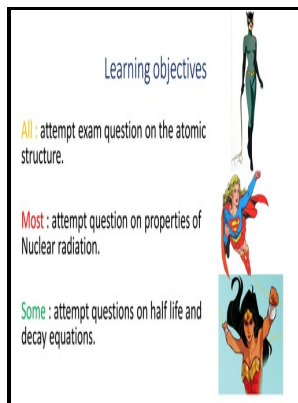 Learning objectives
All : attempt exam question on the atomic
structure.
Most : attempt question on properties of
Nuclear radiation.
Some : attempt questions on half life and
decay equations.